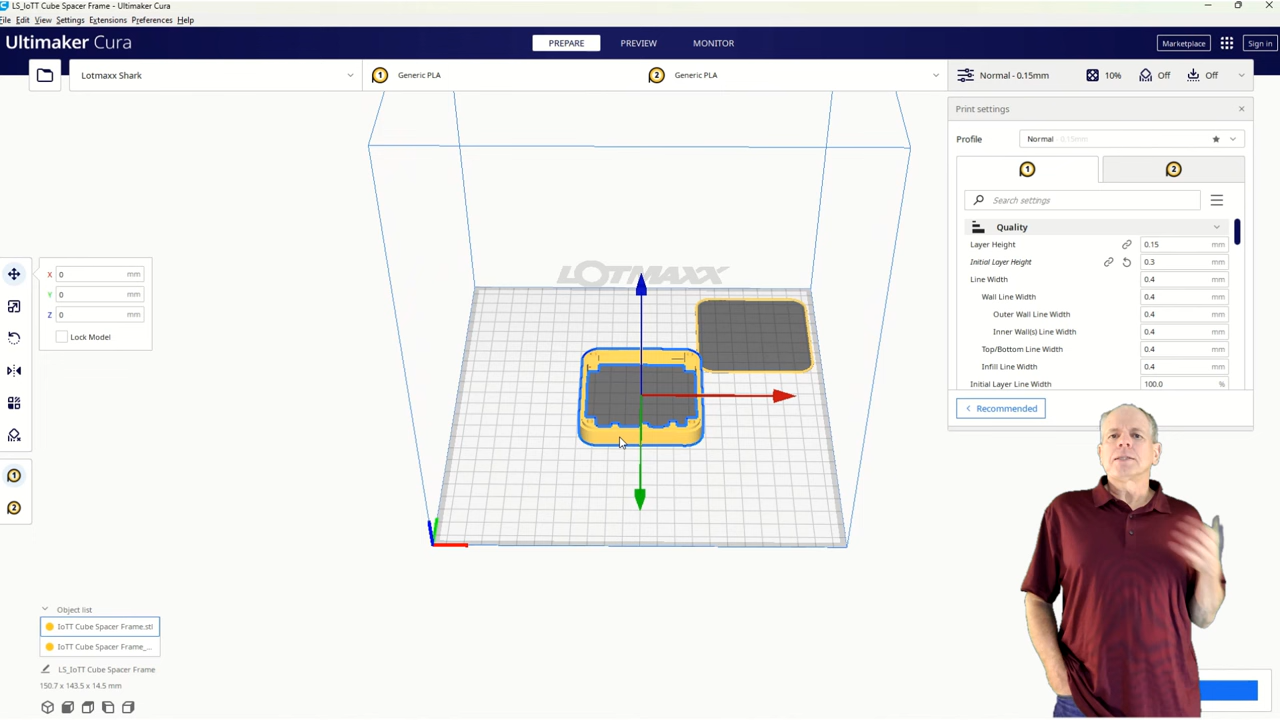 LS_IoTT Cube Spacer Frame - Ultimaker Cura
File Edit View Settings Extensions Preferences Help
Ultimaker Cura
PREPARE PREVIEW MONITOR
Marketplace
Sign in
Lotmaxx Shark
1 Generic PLA
2 Generic PLA
Normal - 0.15mm
10%
Off
Off
Print settings
Profile
Normal 0.15mm
1
2
Search settings
Quality
Layer Height 0.15 mm
Initial Layer Height 0.3 mm
Line Width 0.4 mm
Wall Line Width 0.4 mm
Outer Wall Line Width 0.4 mm
Inner Wall(s) Line Width 0.4 mm
Top/Bottom Line Width 0.4 mm
Infill Line Width 0.4 mm
Initial Layer Line Width 100.0 %
Recommended
X 0 mm
Y 0 mm
Z 0 mm
Lock Model
1
2
LOTMAXX
Object list
IoTT Cube Spacer Frame.stl
IoTT Cube Spacer Frame_...
LS_IoTT Cube Spacer Frame
150.7 x 143.5 x 14.5 mm